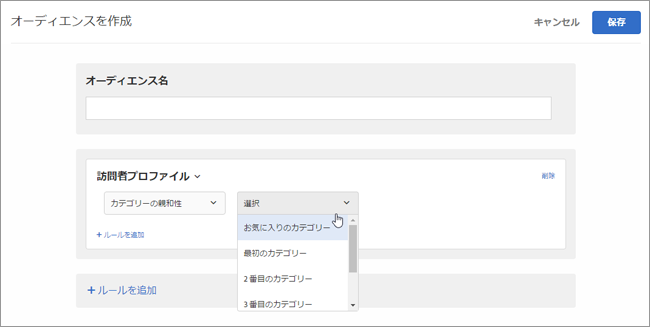 オーディエンスを作成
キャンセル
保存
オーディエンス名
訪問者プロファイル
削除
カテゴリーの親和性
選択
お気に入りのカテゴリー
最初のカテゴリー
2 番目のカテゴリー
3 番目のカテゴリー
+ ルールを追加
+ ルールを追加